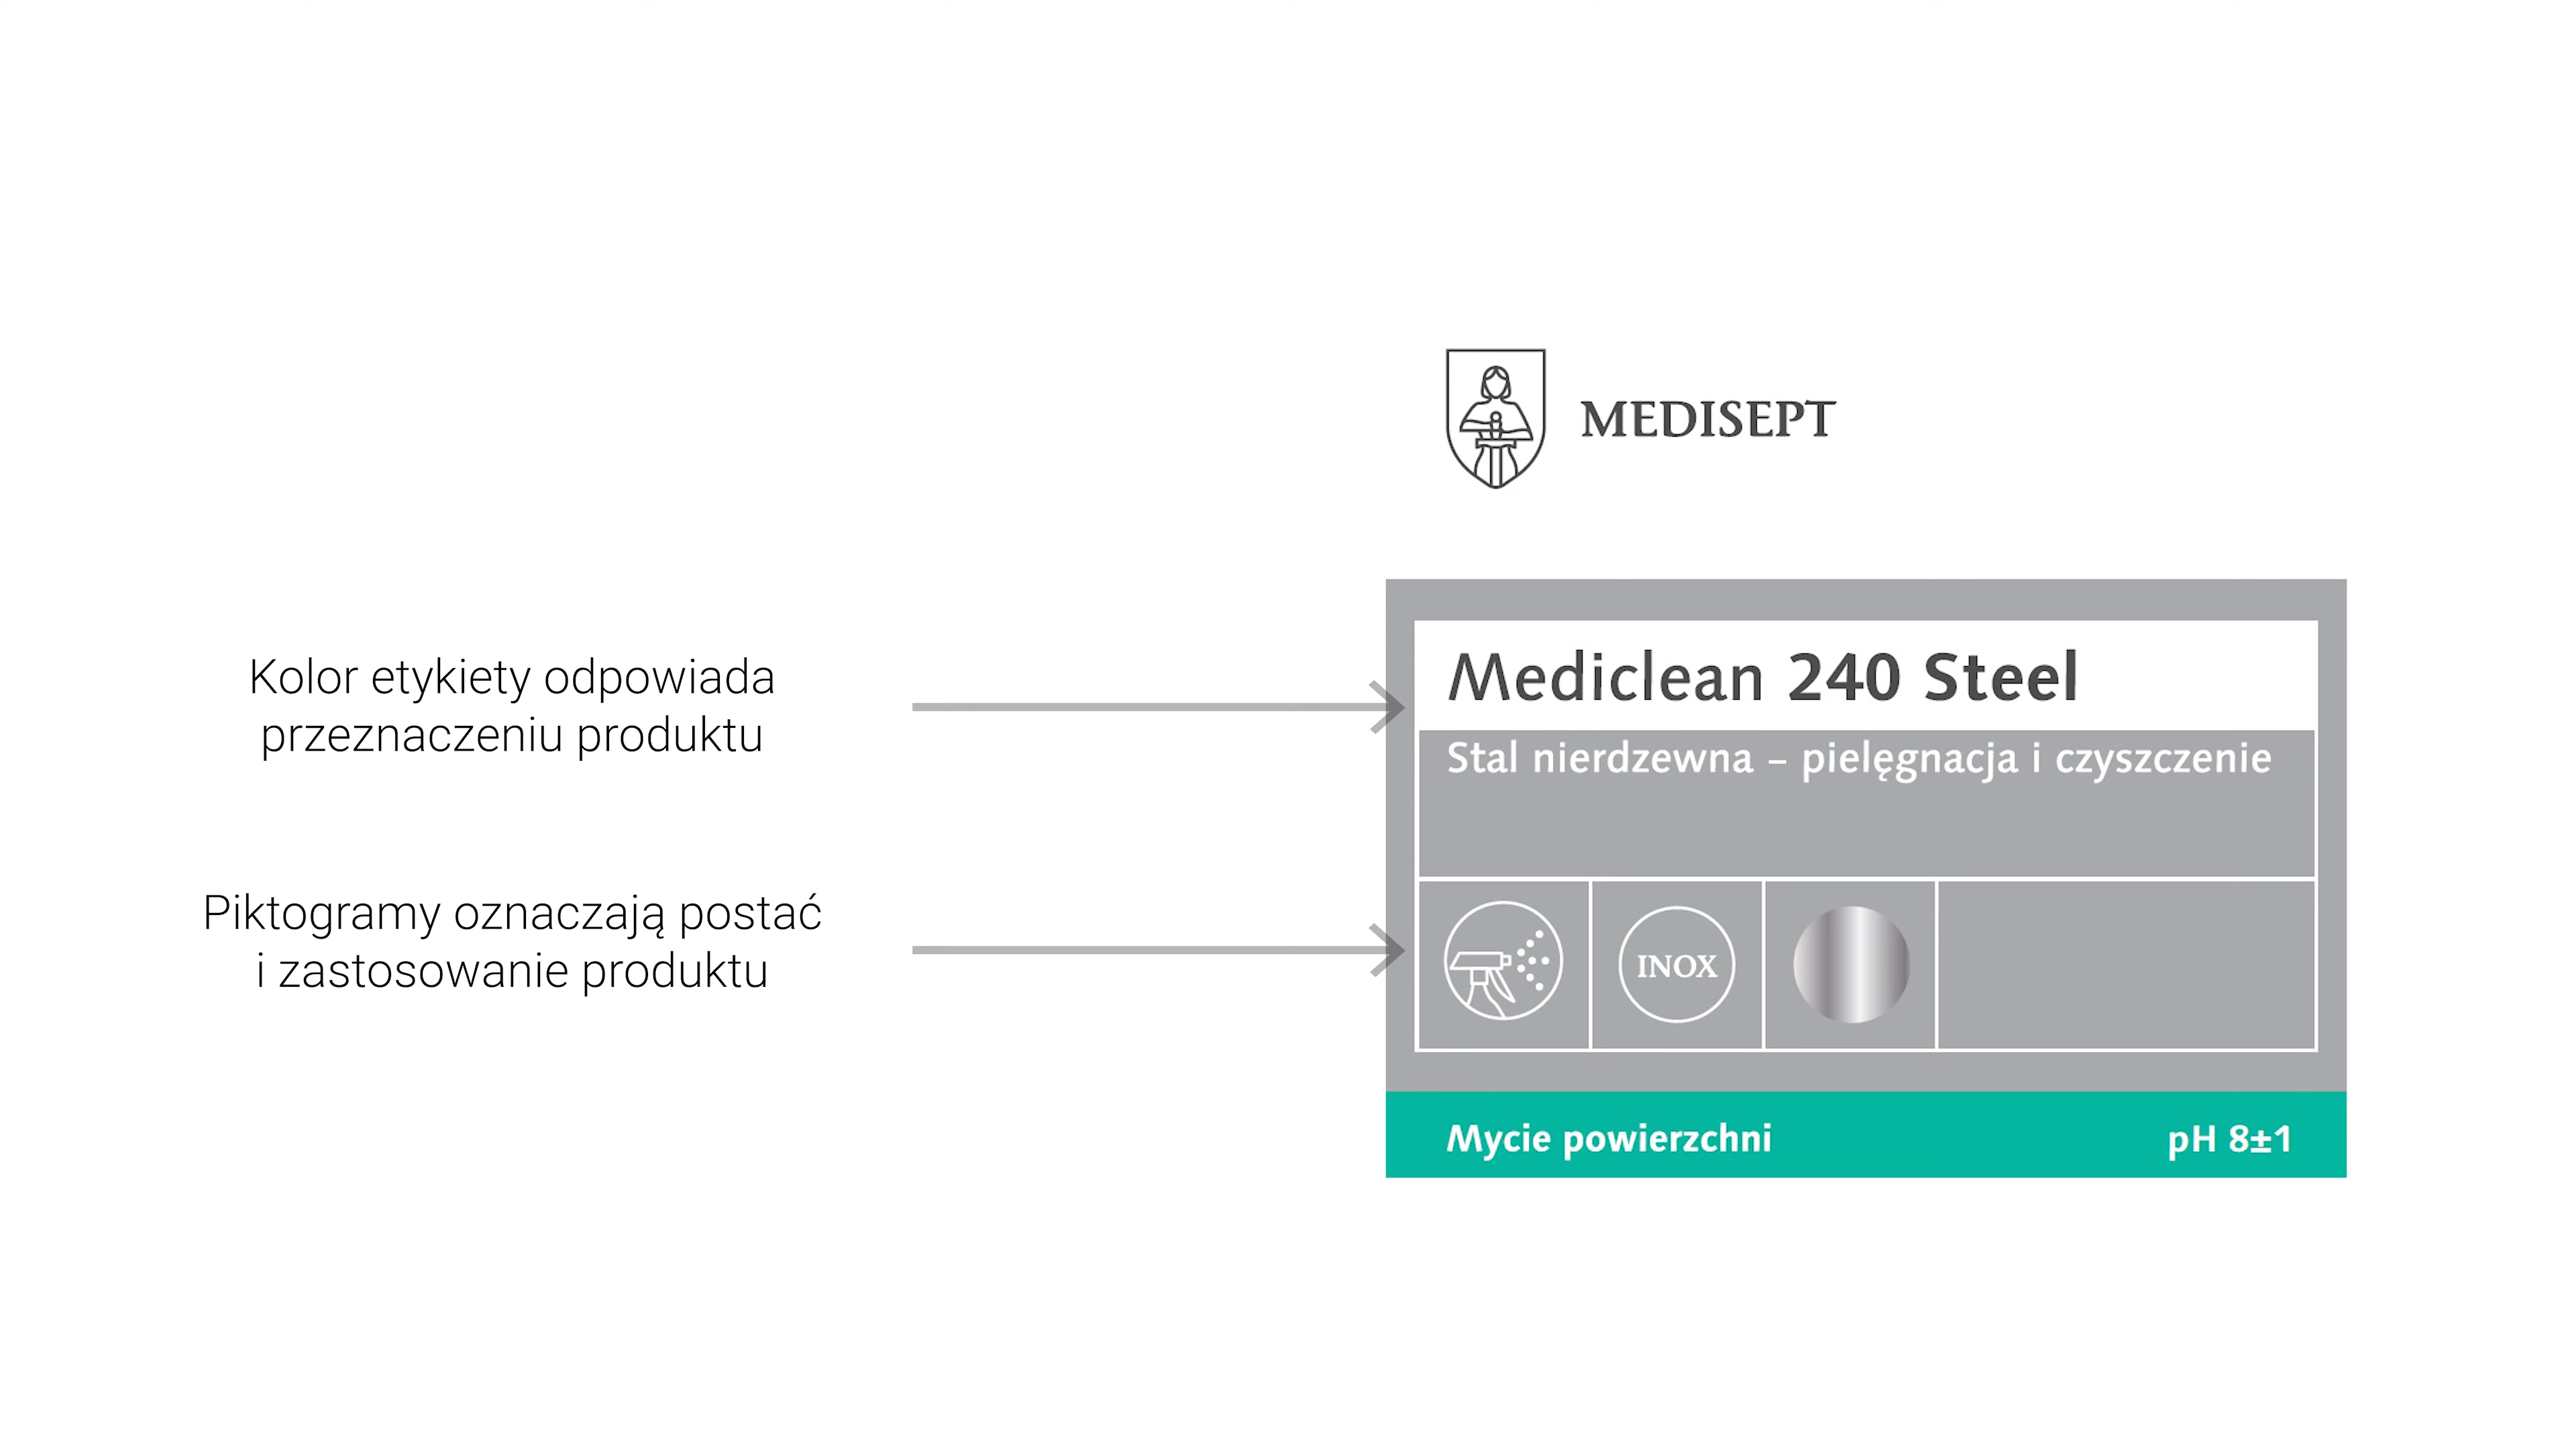 Kolor etykiety odpowiada
przeznaczeniu produktu
Piktogramy oznaczają postać
i zastosowanie produktu
MEDISEPT
Mediclean 240 Steel
Stal nierdzewna – pielęgnacja i czyszczenie
INOX
Mycie powierzchni
pH 8±1